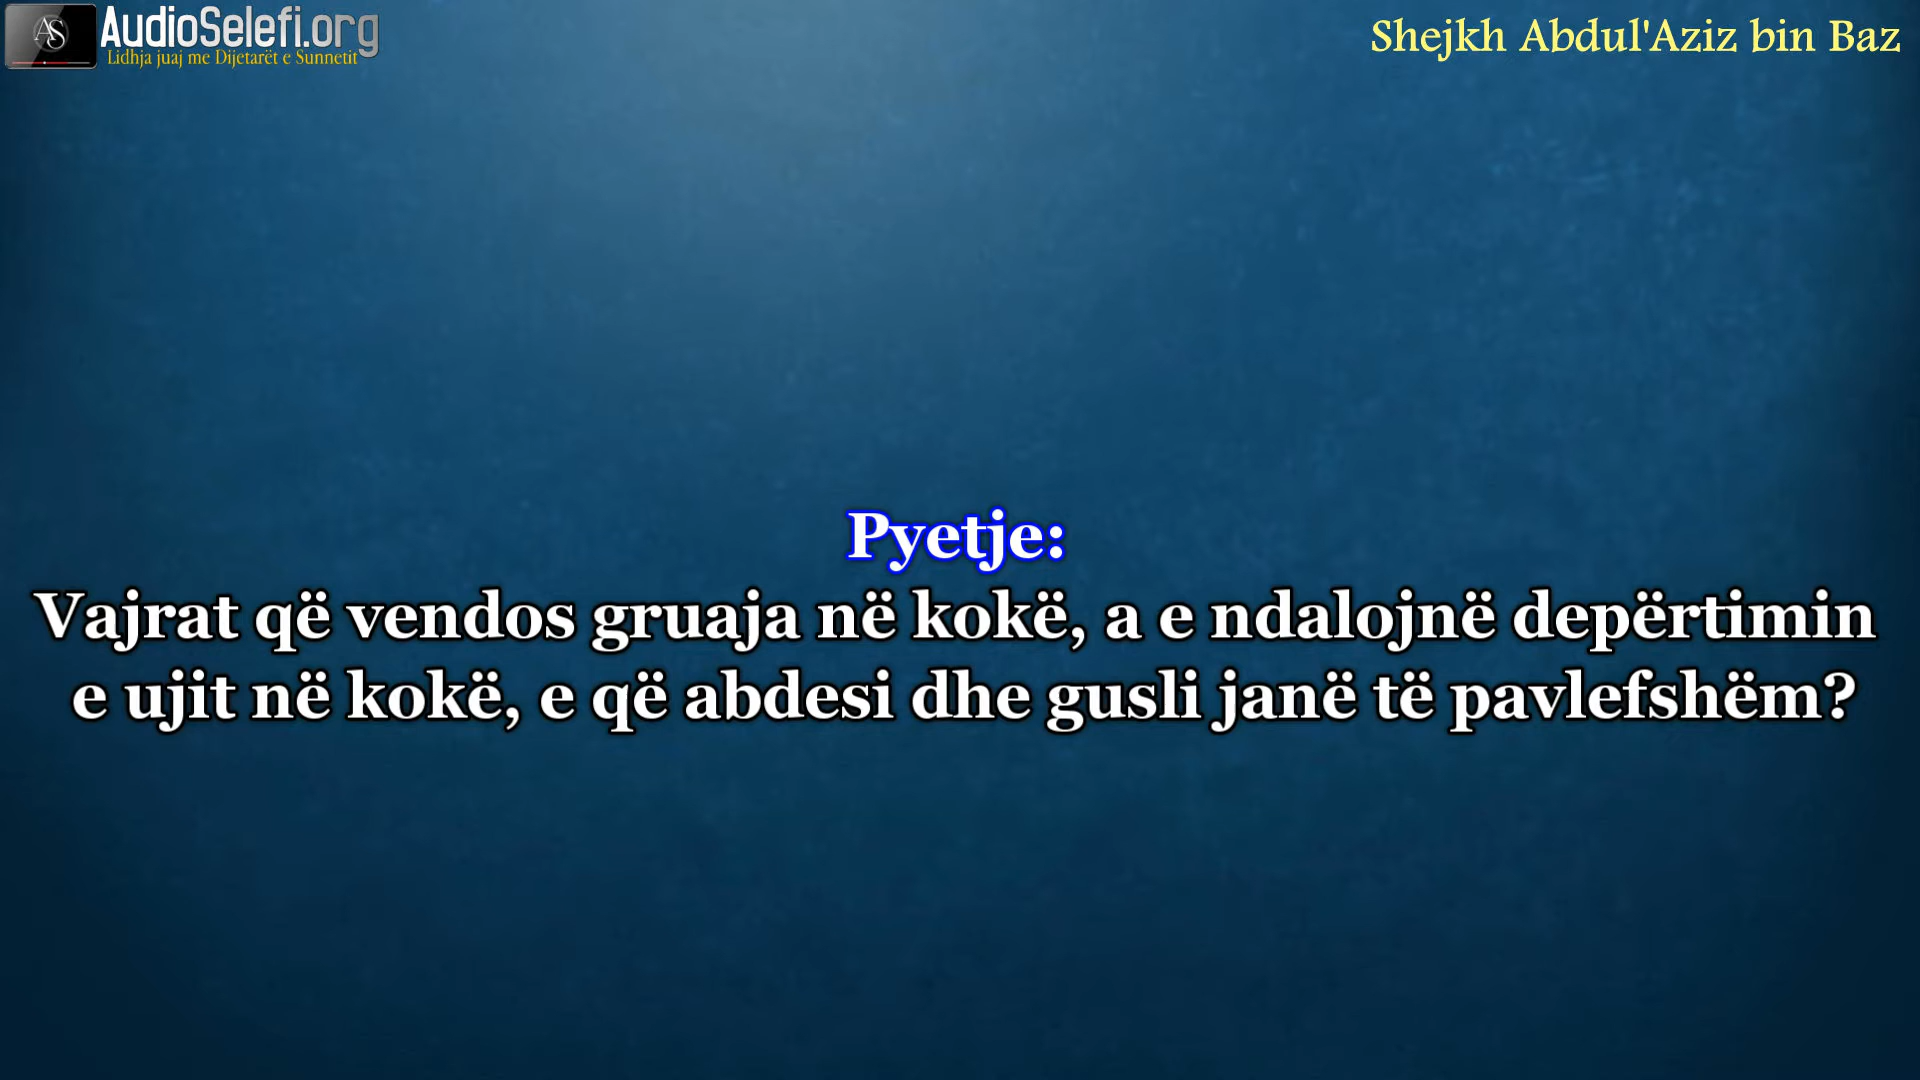 AS
AudioSelefi.org
Lidhja juaj me Dijetarët e Sunnetit
Shejkh Abdul'Aziz bin Baz
Pyetje:
Vajrat që vendos gruaja në kokë, a e ndalojnë depërtimin
e ujit në kokë, e që abdesi dhe gusli janë të pavlefshëm?